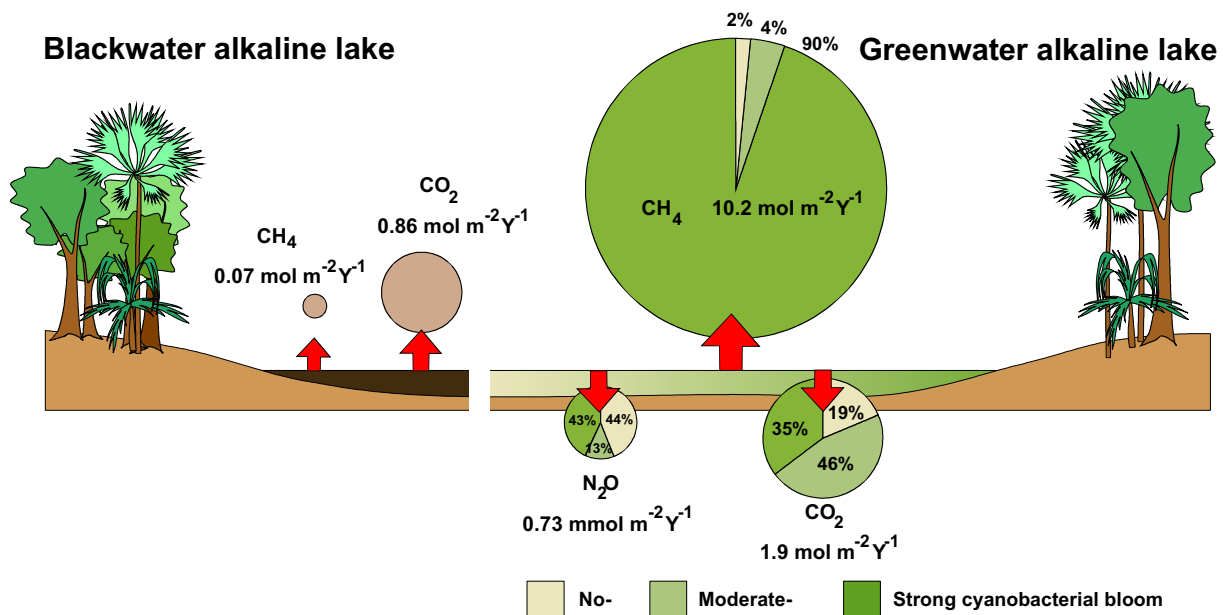 Blackwater alkaline lake
Greenwater alkaline lake
2%
4%
90%
CO2
0.86 mol m-2Y-1
CH4
0.07 mol m-2Y-1
CH4
10.2 mol m-2Y-1
43%
44%
13%
N2O
0.73 mmol m-2Y-1
19%
35%
46%
CO2
1.9 mol m-2Y-1
No-
Moderate-
Strong cyanobacterial bloom